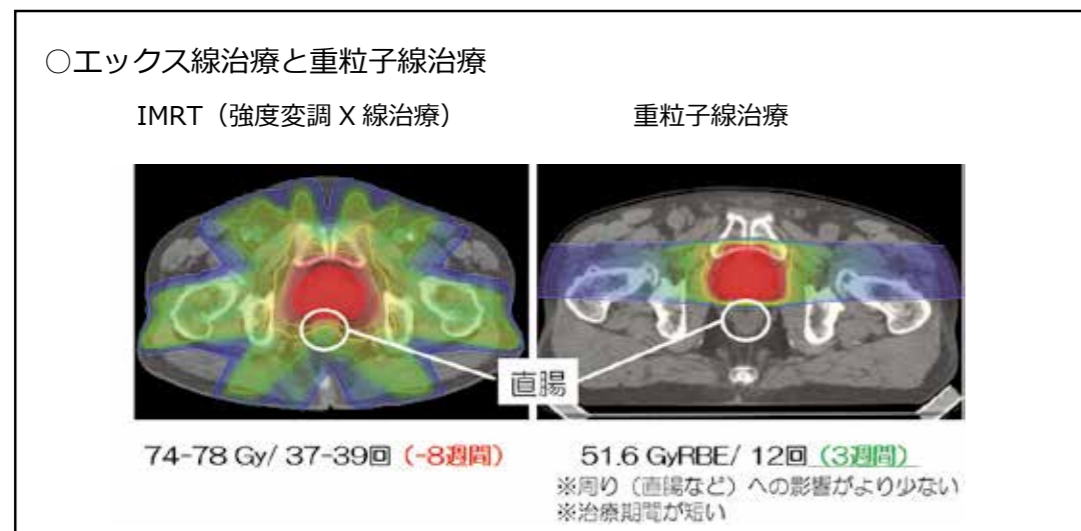 ○エックス線治療と重粒子線治療
IMRT（強度変調 X 線治療）
重粒子線治療
直腸
74-78 Gy/ 37-39回 (-8週間)
51.6 GyRBE/ 12回 (3週間)
※周り（直腸など）への影響がより少ない
※治療期間が短い